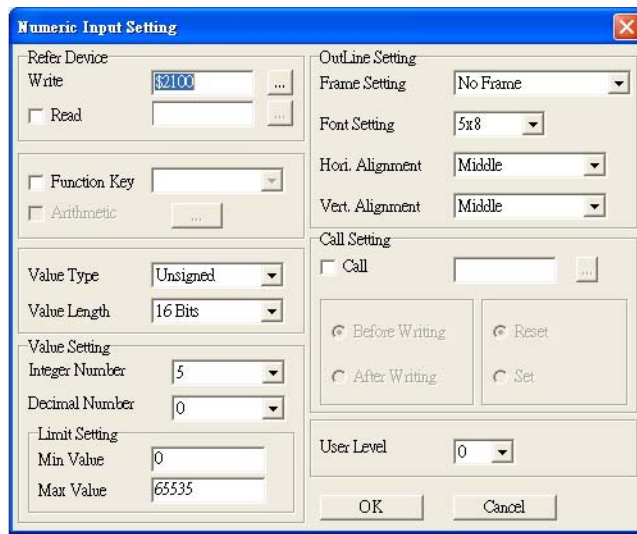 Numeric Input Setting
Refer Device
Write $2100 ...
Read ...
Function Key
Arithmetic ...
Value Type Unsigned
Value Length 16 Bits
Value Setting
Integer Number 5
Decimal Number 0
Limit Setting
Min Value 0
Max Value 65535
OutLine Setting
Frame Setting No Frame
Font Setting 5x8
Hori. Alignment Middle
Vert. Alignment Middle
Call Setting
Call ...
Before Writing Reset
After Writing Set
User Level 0
OK Cancel